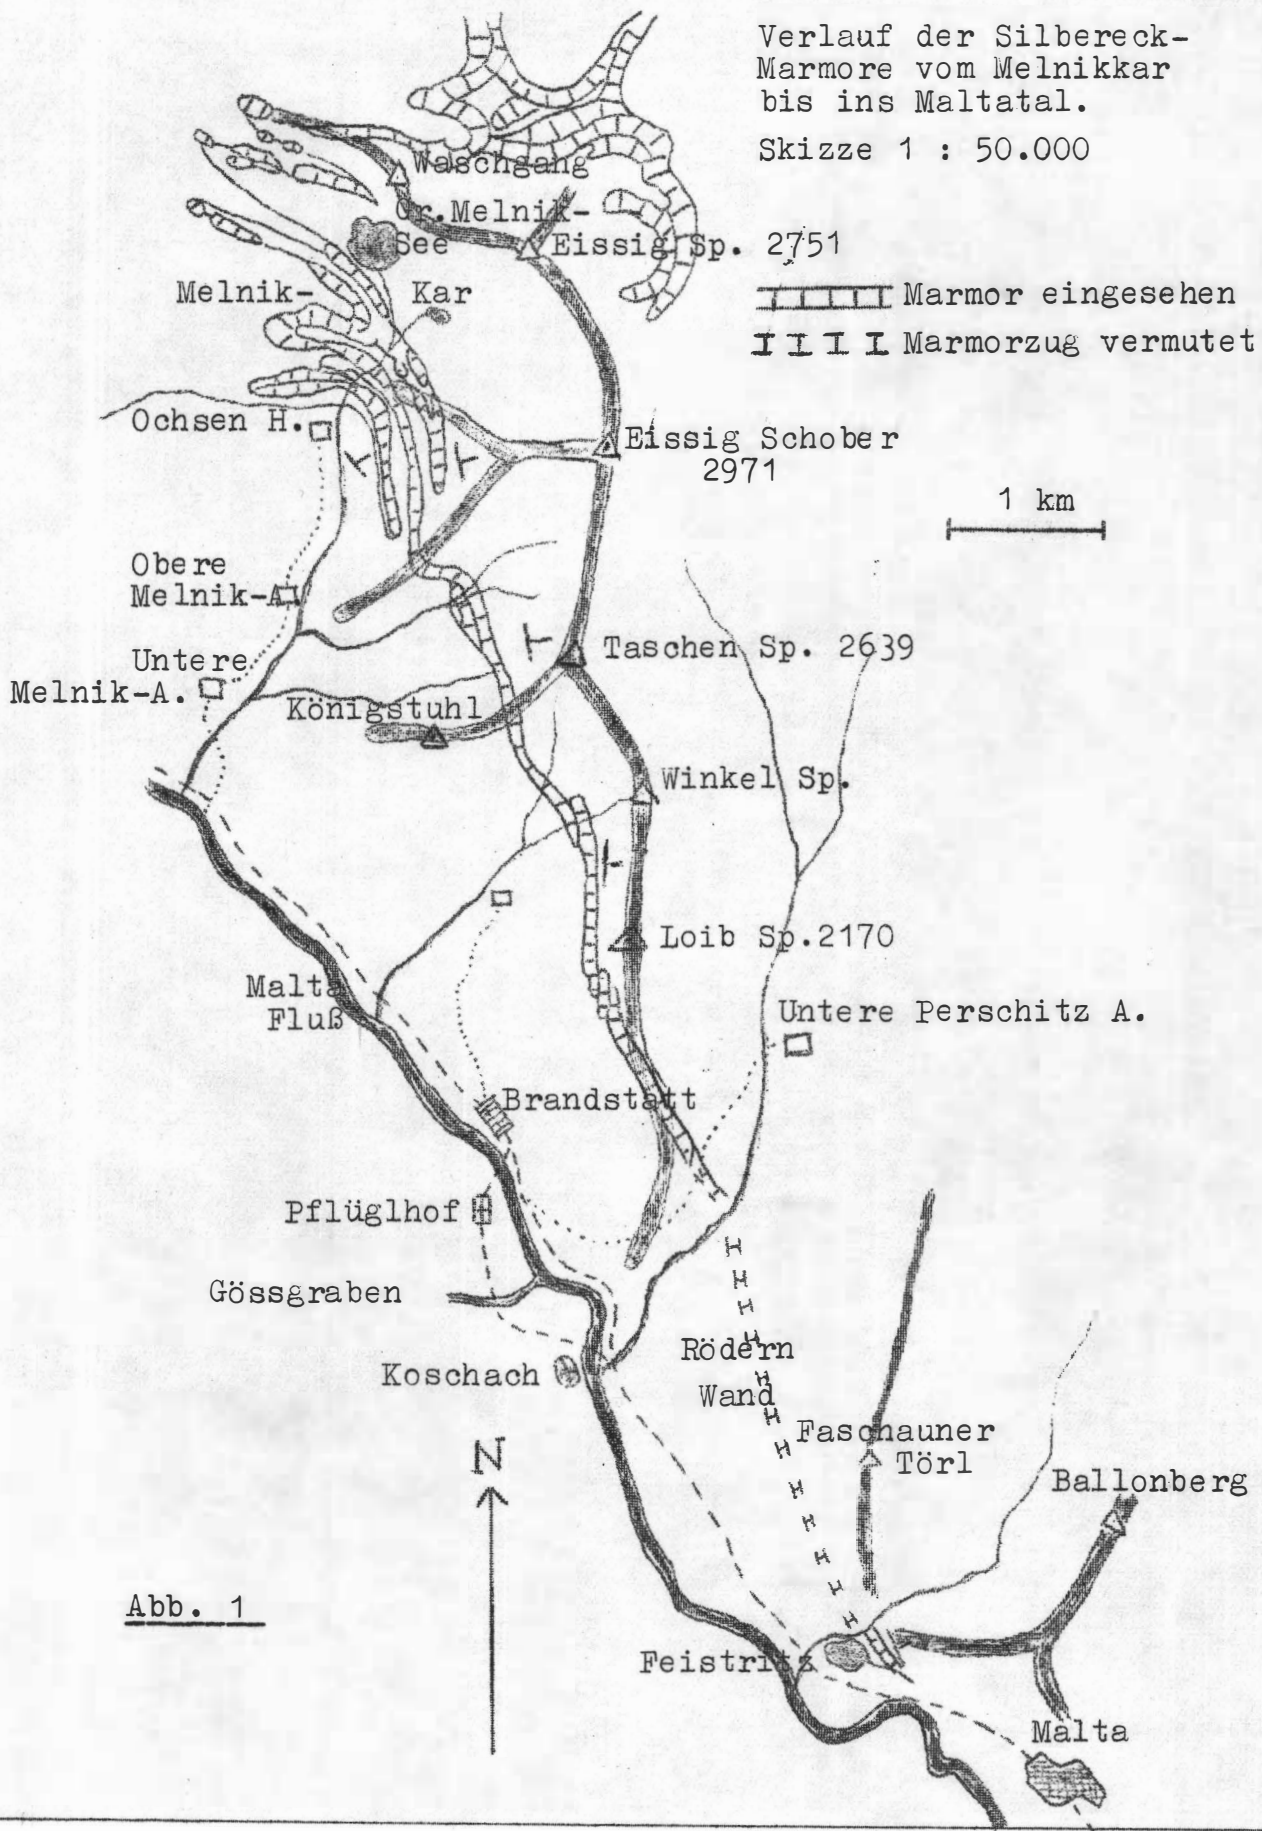 Verlauf der Silbereck-
Marmore vom Melnikkar
bis ins Maltatal.
Skizze 1 : 50.000
Waschgang
Gr.Melnik-
See
Eissig Sp. 2751
Melnik-
Kar
Marmor eingesehen
Marmorzug vermutet
Ochsen H.
Eissig Schober
2971
1 km
Obere
Melnik-A.
Untere
Melnik-A.
Taschen Sp. 2639
Königstuhl
Winkel Sp.
Loib Sp.2170
Malta
Fluß
Untere Perschitz A.
Brandstatt
Pflüglhof
Gössgraben
Koschach
Rödern
Wand
Faschauner
Törl
N
Ballonberg
Abb. 1
Feistritz
Malta